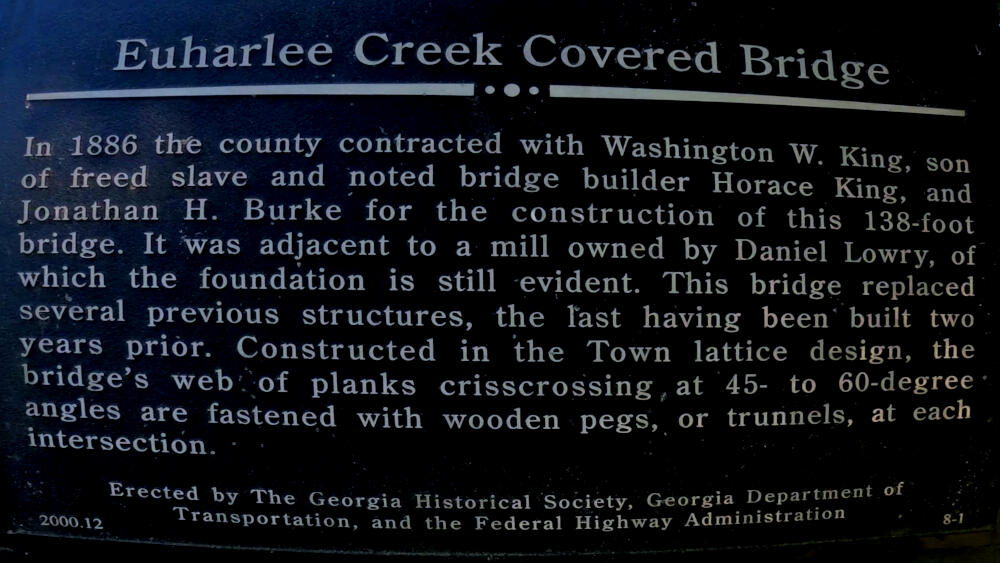 Euharlee Creek Covered Bridge
In 1886 the county contracted with Washington W. King, son
of freed slave and noted bridge builder Horace King, and
Jonathan H. Burke for the construction of this 138-foot
bridge. It was adjacent to a mill owned by Daniel Lowry, of
which the foundation is still evident. This bridge replaced
several previous structures, the last having been built two
years prior. Constructed in the Town lattice design, the
bridge's web of planks crisscrossing at 45- to 60-degree
angles are fastened with wooden pegs, or trunnels, at each
intersection.
Erected by The Georgia Historical Society, Georgia Department of
Transportation, and the Federal Highway Administration
2000.12 8-1